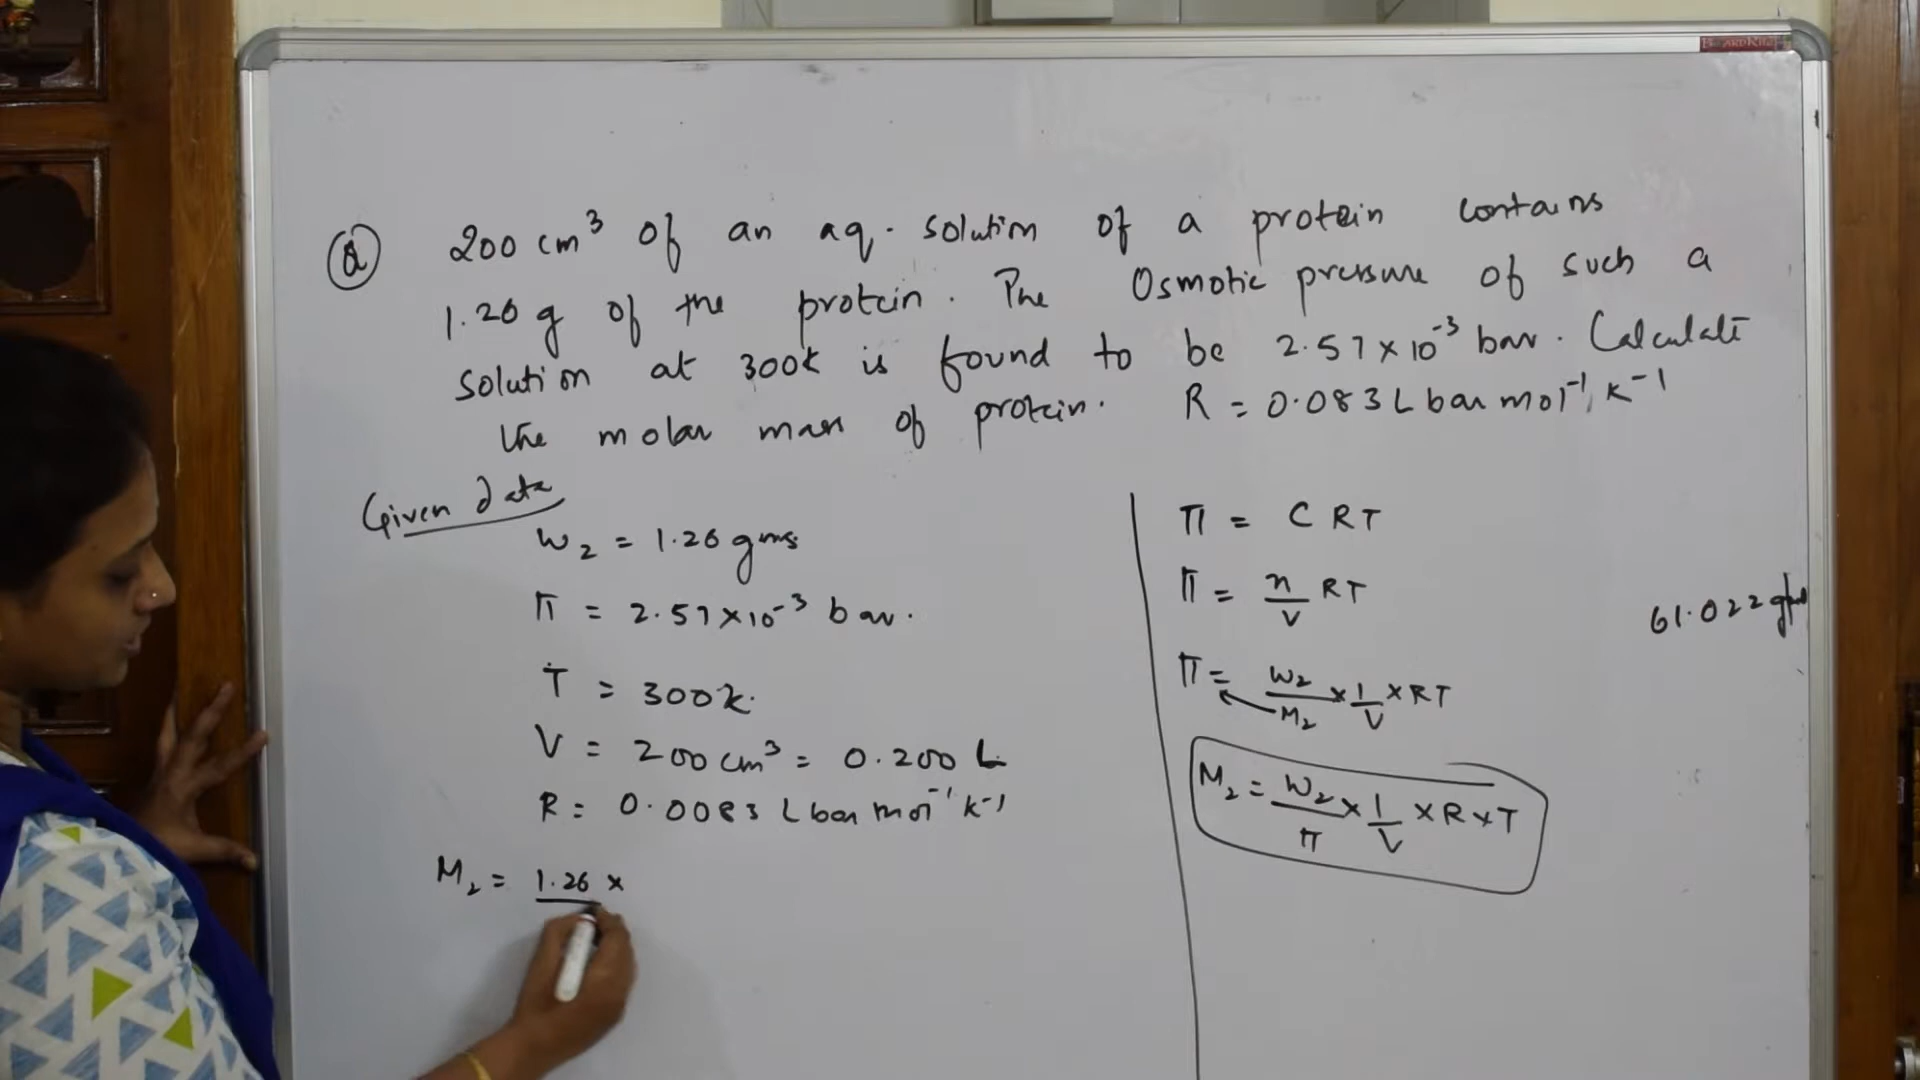 Q 200 cm³ of an aq. solution of a protein contains
1.26 g of the protein. The Osmotic pressure of such a
solution at 300k is found to be 2.57 x 10⁻³ bar. Calculate
the molar mass of protein. R = 0.083 L bar mol⁻¹ K⁻¹
Given data
W₂ = 1.26 gms
π = 2.57 x 10⁻³ bar.
T = 300k.
V = 200 cm³ = 0.200 L
R = 0.0083 L bar mol⁻¹ k⁻¹
M₂ = 1.26 x
π = C R T
π = n/V RT
π = W₂/M₂ x 1/V x RT
M₂ = W₂/π x 1/V x R x T
61.022 g